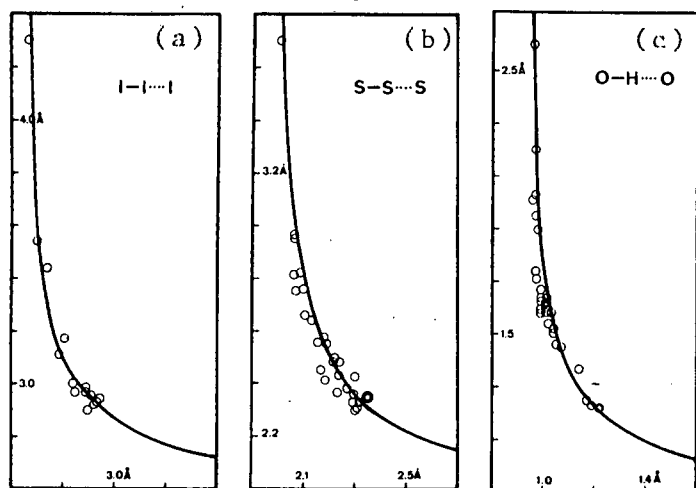 (a)
I–I····I
4.0Å
3.0
3.0Å
(b)
S–S····S
3.2Å
2.2
2.1
2.5Å
(c)
O–H····O
2.5Å
1.5
1.0
1.4Å